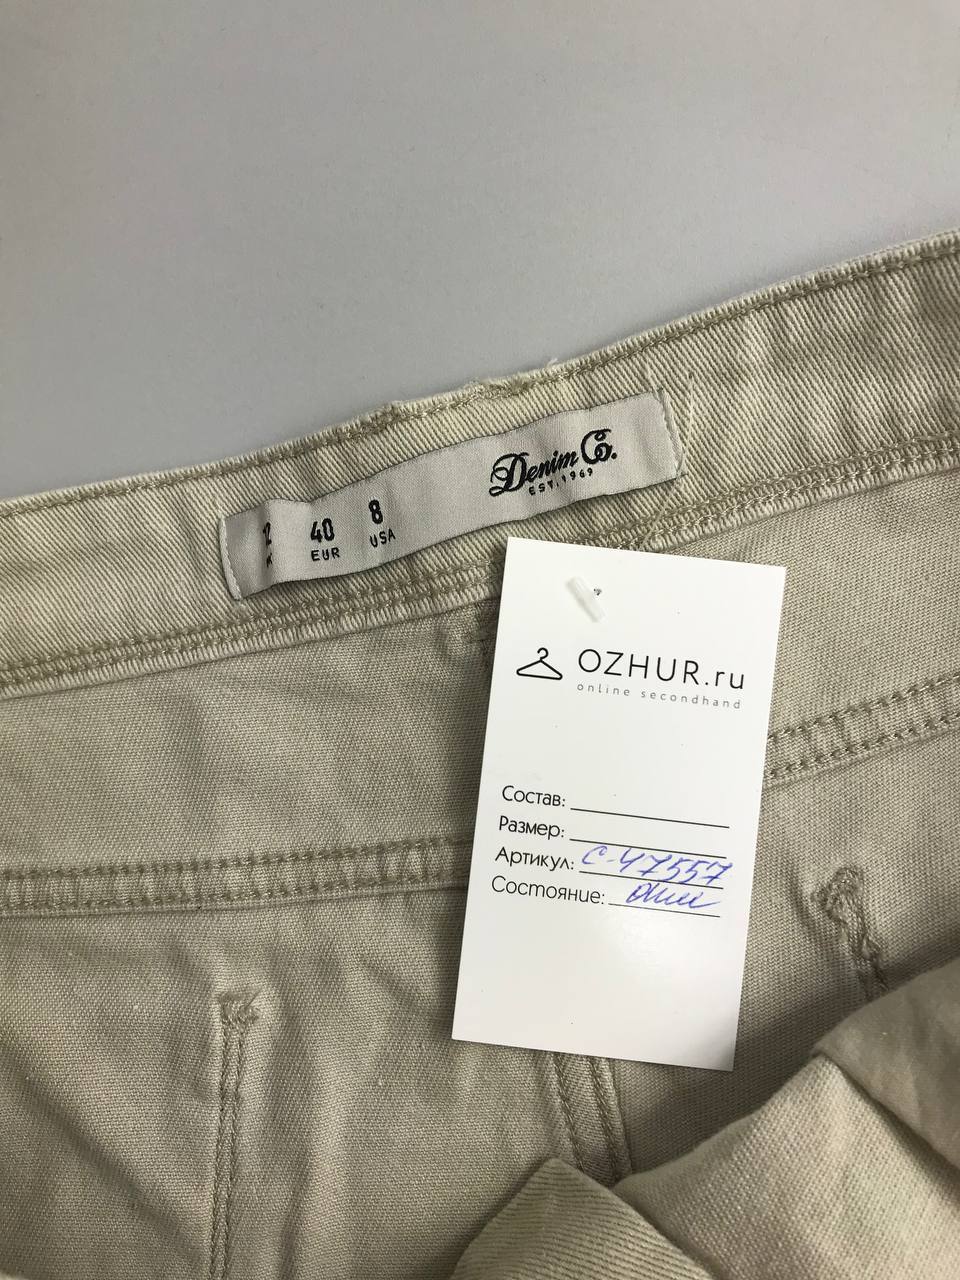 Denim Co.
EST. 1969
40 8
EUR USA
OZHUR.ru
online secondhand
Состав:
Размер:
Артикул: C-47557
Состояние: